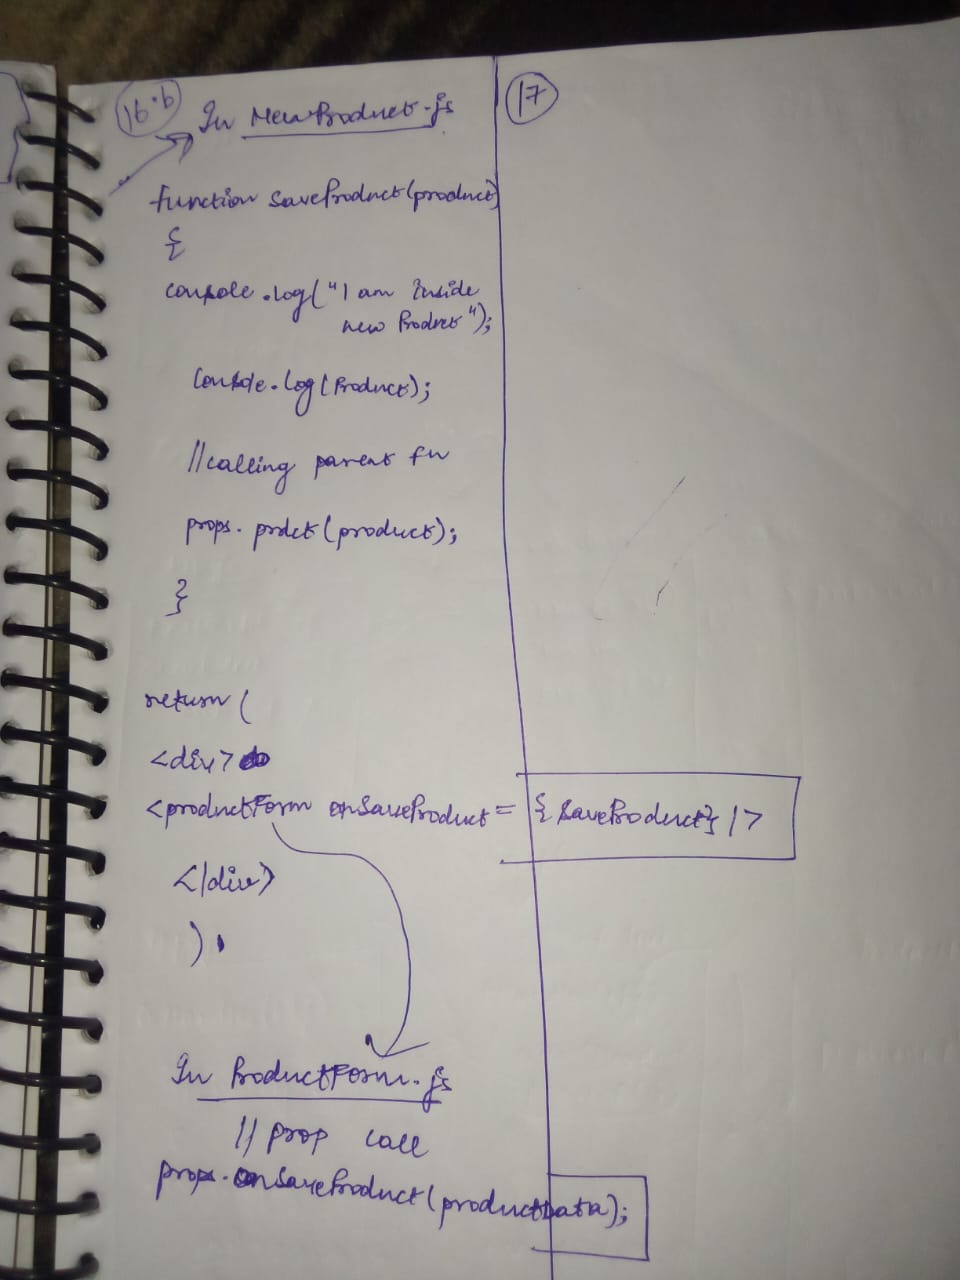 16.b
In NewProduct.js
17
function saveProduct(product)
{
console.log("I am inside
new Product");
Console.log(Product);
//calling parent fn
props. prdct(product);
}
return (
<div>
<productForm onSaveProduct = {SaveProduct} />
</div>
)
In ProductForm.js
// prop call
props.onSaveProduct(productData);